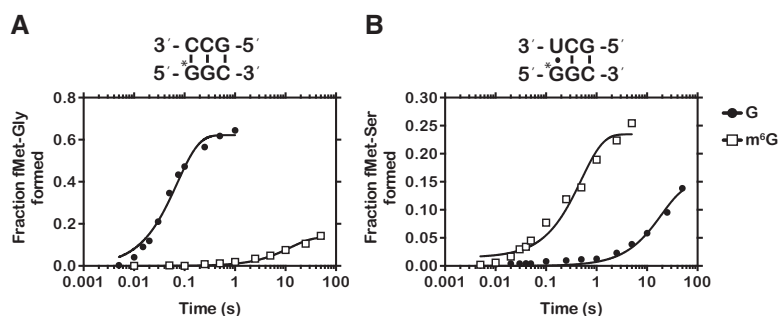 A
B
3´- CCG -5´
5´- *GGC -3´
3´- UCG -5´
5´- *GGC -3´
Fraction fMet-Gly formed
0.8
0.6
0.4
0.2
0.0
0.001 0.01 0.1 1 10 100
Time (s)
Fraction fMet-Ser formed
0.30
0.25
0.20
0.15
0.10
0.05
0.00
0.001 0.01 0.1 1 10 100
Time (s)
G
m⁶G